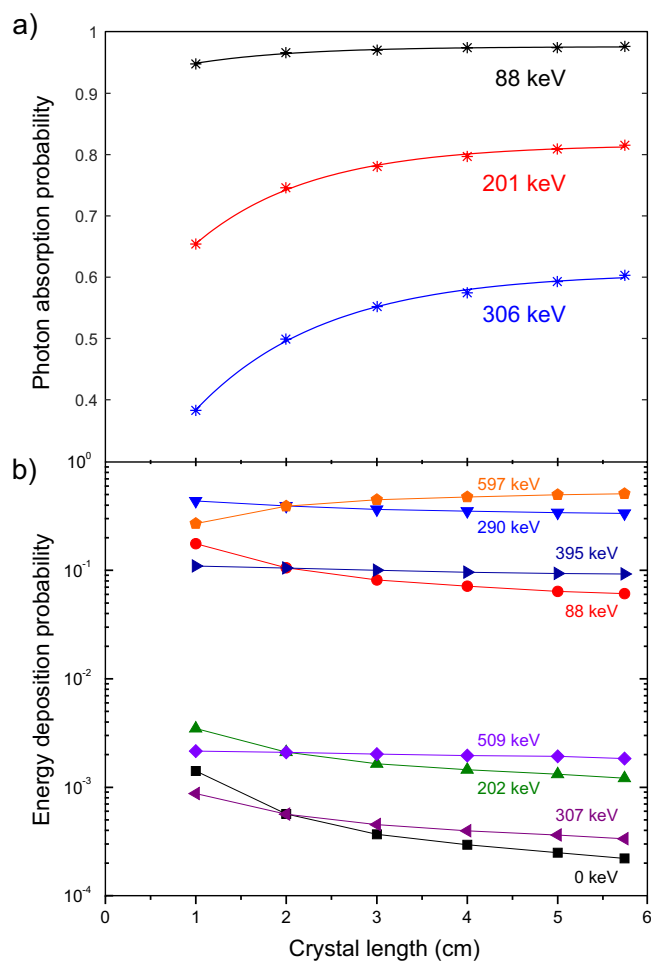 a)
Photon absorption probability
1
0.9
0.8
0.7
0.6
0.5
0.4
88 keV
201 keV
306 keV
b)
Energy deposition probability
10^0
10^-1
10^-2
10^-3
10^-4
597 keV
290 keV
395 keV
88 keV
509 keV
202 keV
307 keV
0 keV
0 1 2 3 4 5 6
Crystal length (cm)